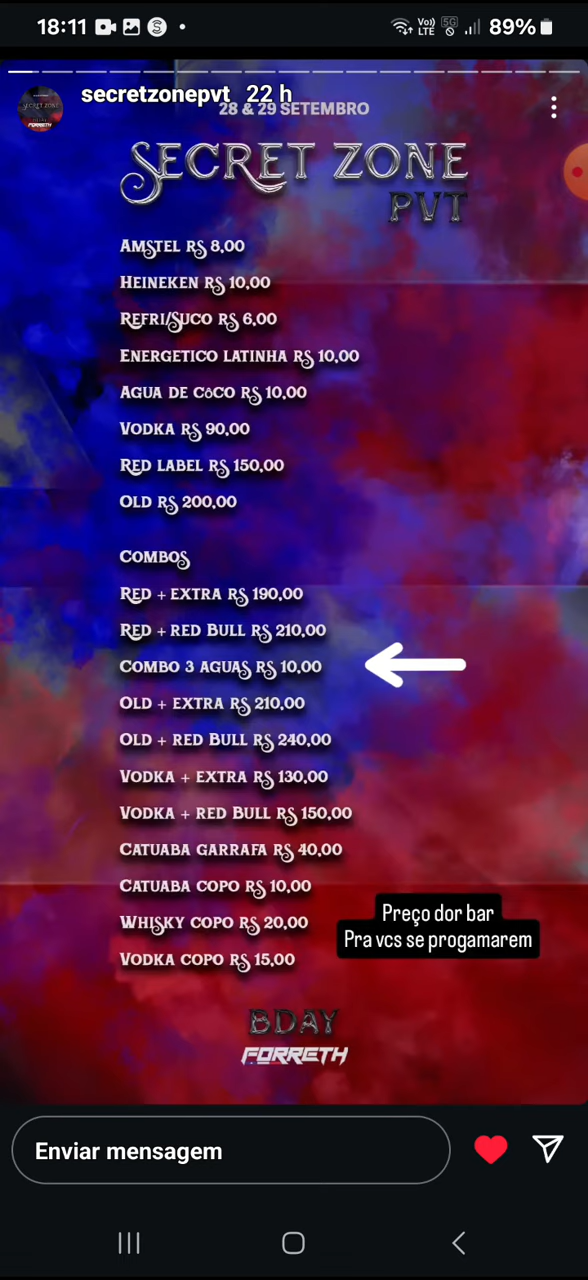 18:11
Vo)) LTE 5G 89%
secretzonepvt 22 h
28 & 29 SETEMBRO
SECRET ZONE
PVT
AMSTEL R$ 8,00
HEINEKEN R$ 10,00
REFRI/SUCO R$ 6,00
ENERGETICO LATINHA R$ 10,00
AGUA DE CôCO R$ 10,00
VODKA R$ 90,00
RED LABEL R$ 150,00
OLD R$ 200,00
COMBOS
RED + EXTRA R$ 190,00
RED + RED BULL R$ 210,00
COMBO 3 AGUAS R$ 10,00
OLD + EXTRA R$ 210,00
OLD + RED BULL R$ 240,00
VODKA + EXTRA R$ 130,00
VODKA + RED BULL R$ 150,00
CATUABA GARRAFA R$ 40,00
CATUABA COPO R$ 10,00
WHISKY COPO R$ 20,00
VODKA COPO R$ 15,00
Preço dor bar
Pra vcs se progamarem
BDAY
FORRETH
Enviar mensagem